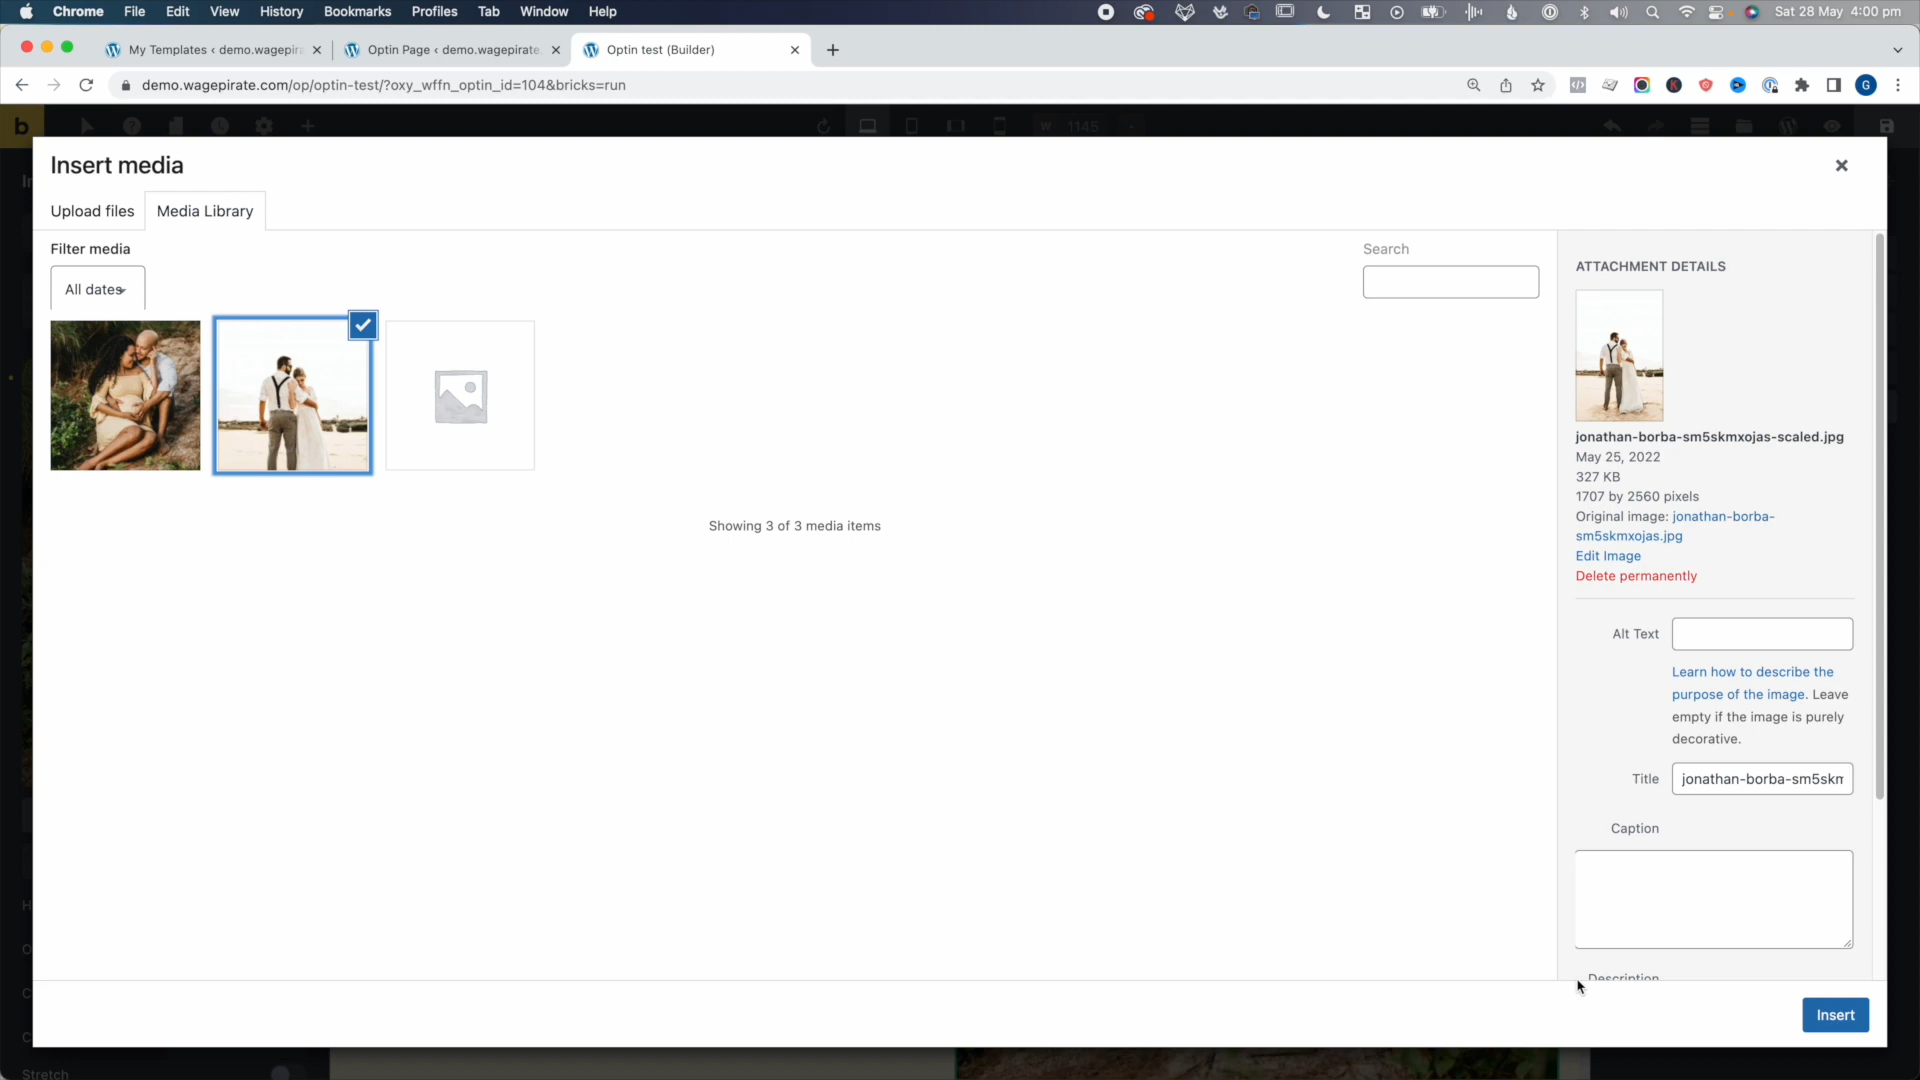 Chrome File Edit View History Bookmarks Profiles Tab Window Help Sat 28 May 4:00 pm
My Templates < demo.wagepira Optin Page < demo.wagepirate. Optin test (Builder)
demo.wagepirate.com/op/optin-test/?oxy_wffn_optin_id=104&bricks=run G
b W 1145 -
Insert media
Upload files Media Library
Filter media
Search
All dates
ATTACHMENT DETAILS
jonathan-borba-sm5skmxojas-scaled.jpg
May 25, 2022
327 KB
1707 by 2560 pixels
Original image: jonathan-borba-
sm5skmxojas.jpg
Edit Image
Delete permanently
Showing 3 of 3 media items
Alt Text
Learn how to describe the
purpose of the image. Leave
empty if the image is purely
decorative.
Title jonathan-borba-sm5skm
Caption
Description
Insert
Stretch